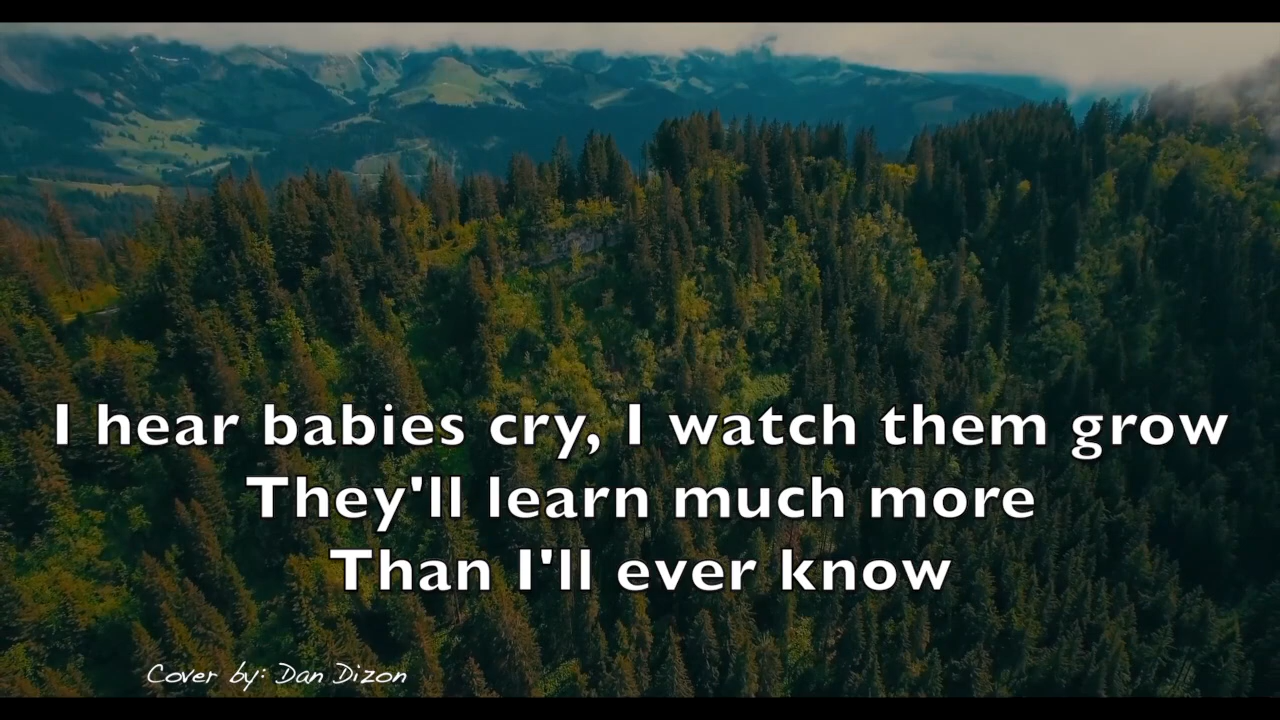 I hear babies cry, I watch them grow
They'll learn much more
Than I'll ever know
Cover by: Dan Dizon